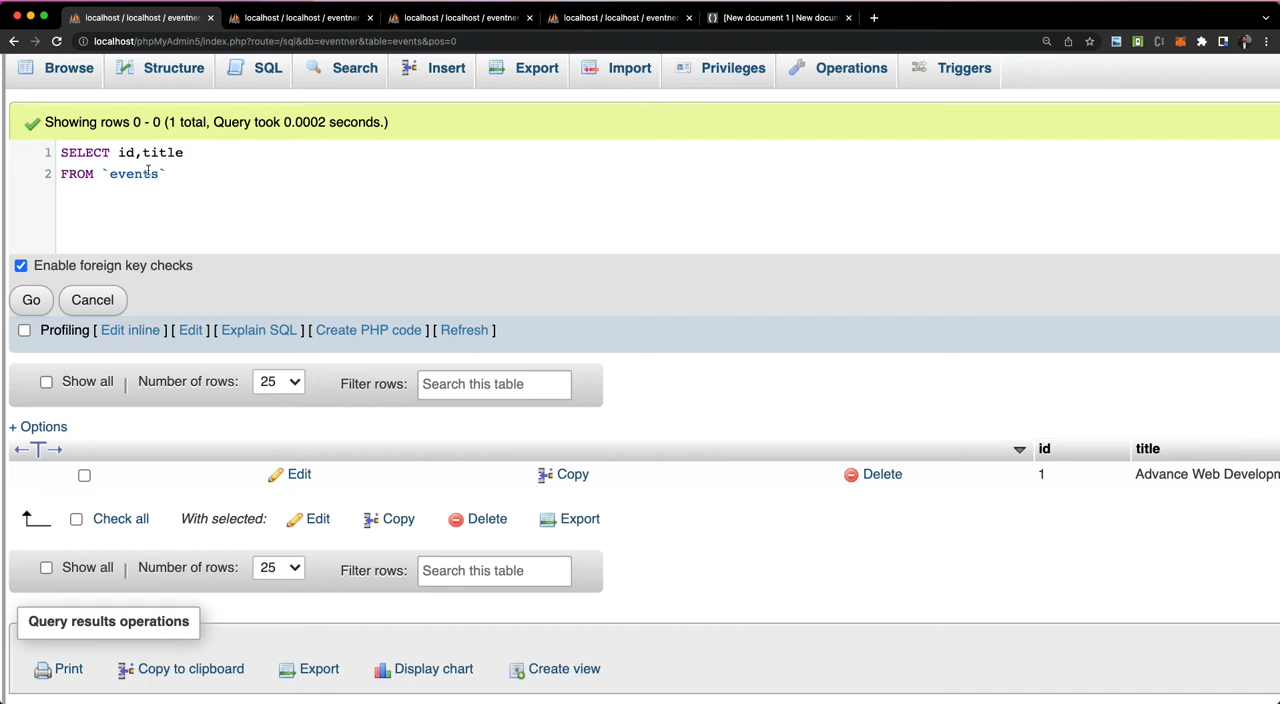 localhost / localhost / eventner
localhost / localhost / eventner
localhost / localhost / eventner
localhost / localhost / eventner
[New document 1 | New docum
localhost/phpMyAdmin5/index.php?route=/sql&db=eventner&table=events&pos=0
Browse Structure SQL Search Insert Export Import Privileges Operations Triggers
Showing rows 0 - 0 (1 total, Query took 0.0002 seconds.)
1 SELECT id,title
2 FROM `events`
Enable foreign key checks
Go Cancel
Profiling [ Edit inline ] [ Edit ] [ Explain SQL ] [ Create PHP code ] [ Refresh ]
Show all | Number of rows: 25 Filter rows: Search this table
+ Options
←T→ id title
Edit Copy Delete 1 Advance Web Developm
Check all With selected: Edit Copy Delete Export
Show all | Number of rows: 25 Filter rows: Search this table
Query results operations
Print Copy to clipboard Export Display chart Create view